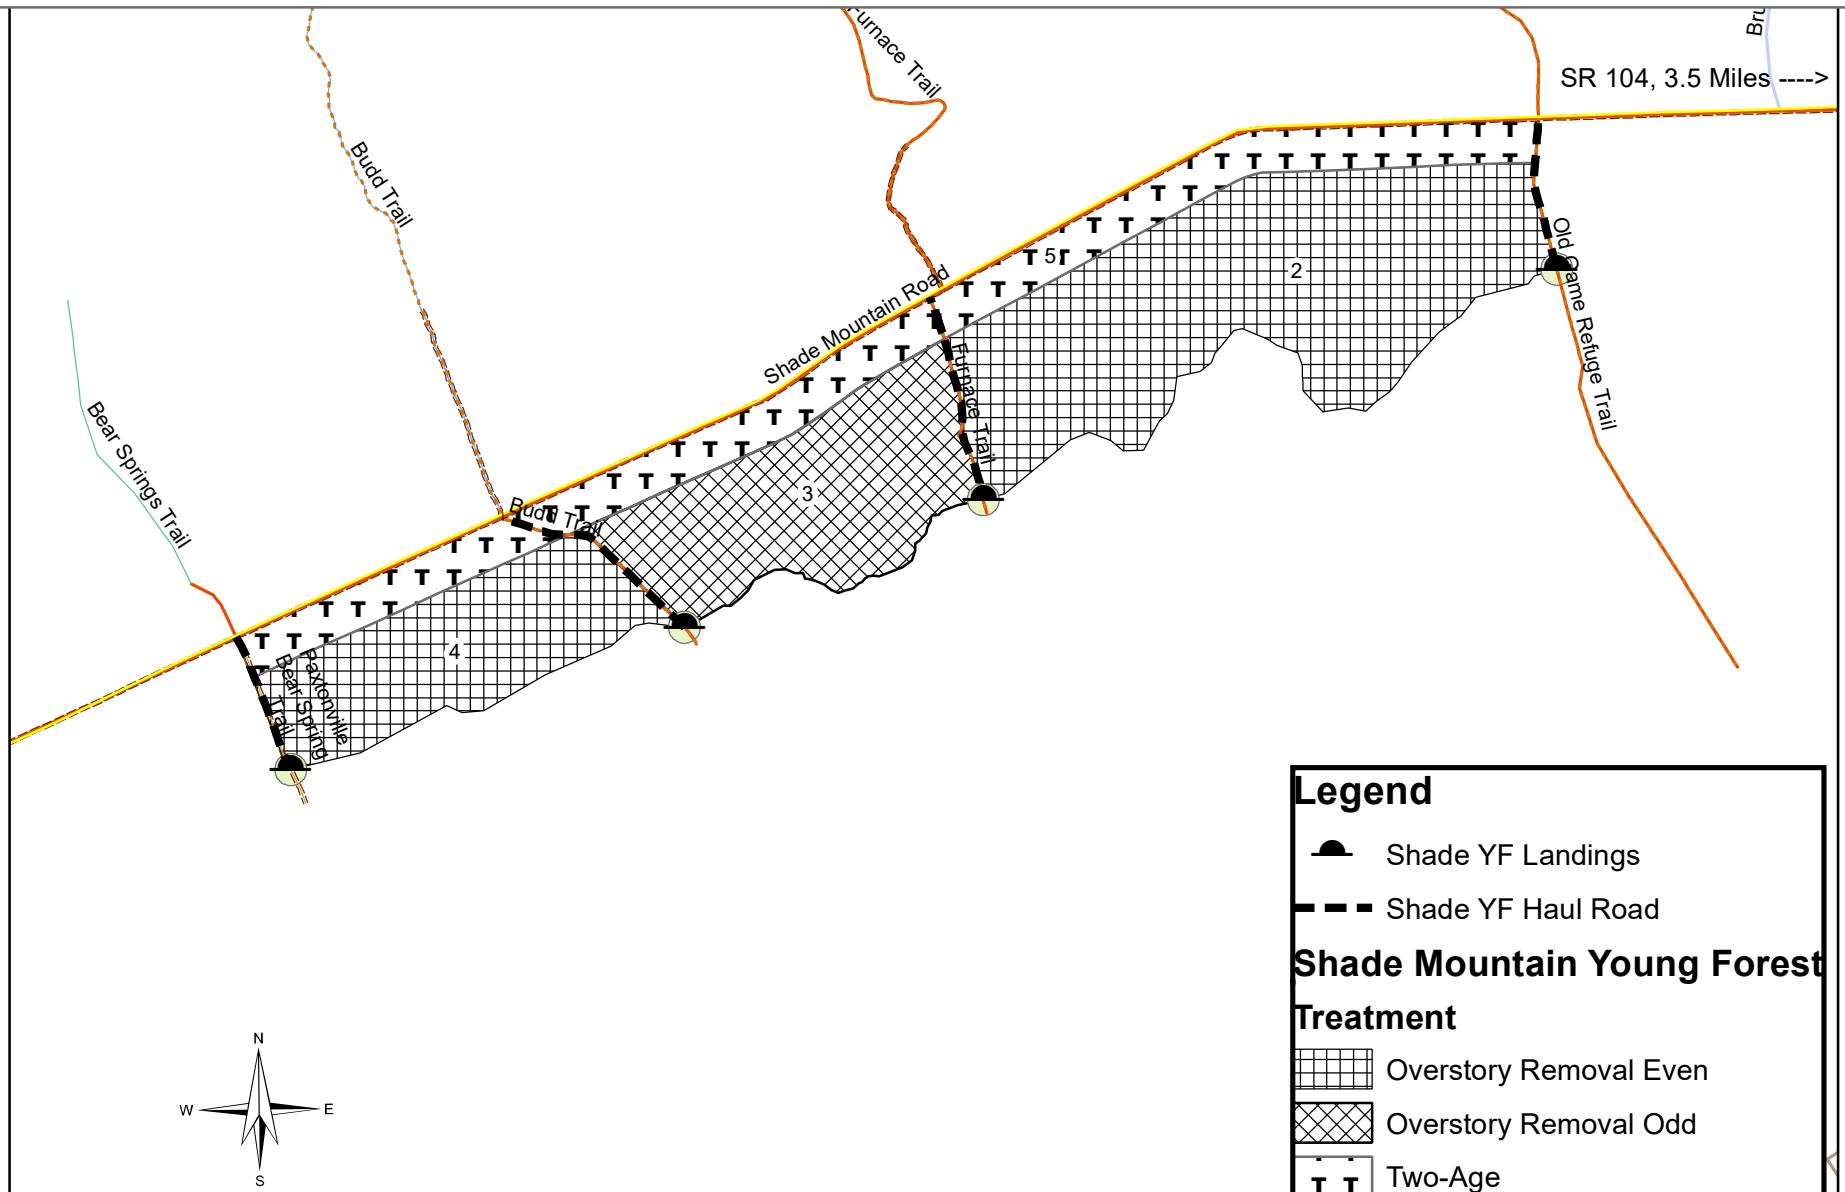 Furnace Trail
Bru
SR 104, 3.5 Miles ---->
Budd Trail
Shade Mountain Road
5
2
Old Game Refuge Trail
Furnace Trail
Bear Springs Trail
3
Budd Trail
4
Paxtonville
Bear Spring
Trail
Legend
Shade YF Landings
Shade YF Haul Road
Shade Mountain Young Forest
Treatment
Overstory Removal Even
Overstory Removal Odd
Two-Age
T T
N
W
E
S